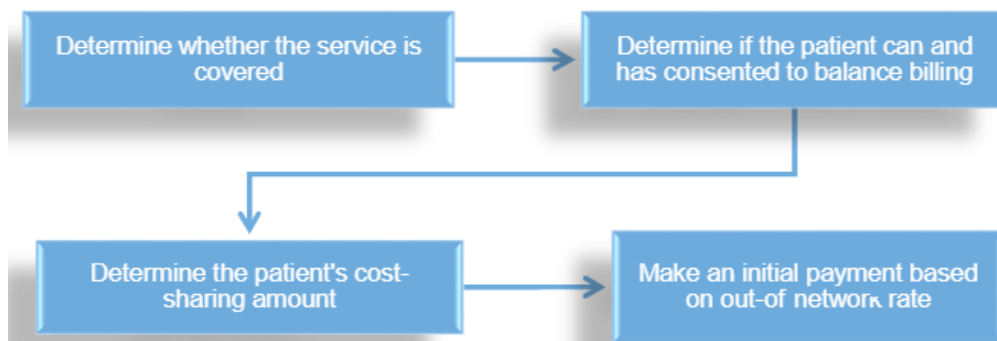 Determine whether the service is
covered
Determine if the patient can and
has consented to balance billing
Determine the patient's cost-
sharing amount
Make an initial payment based
on out-of network rate